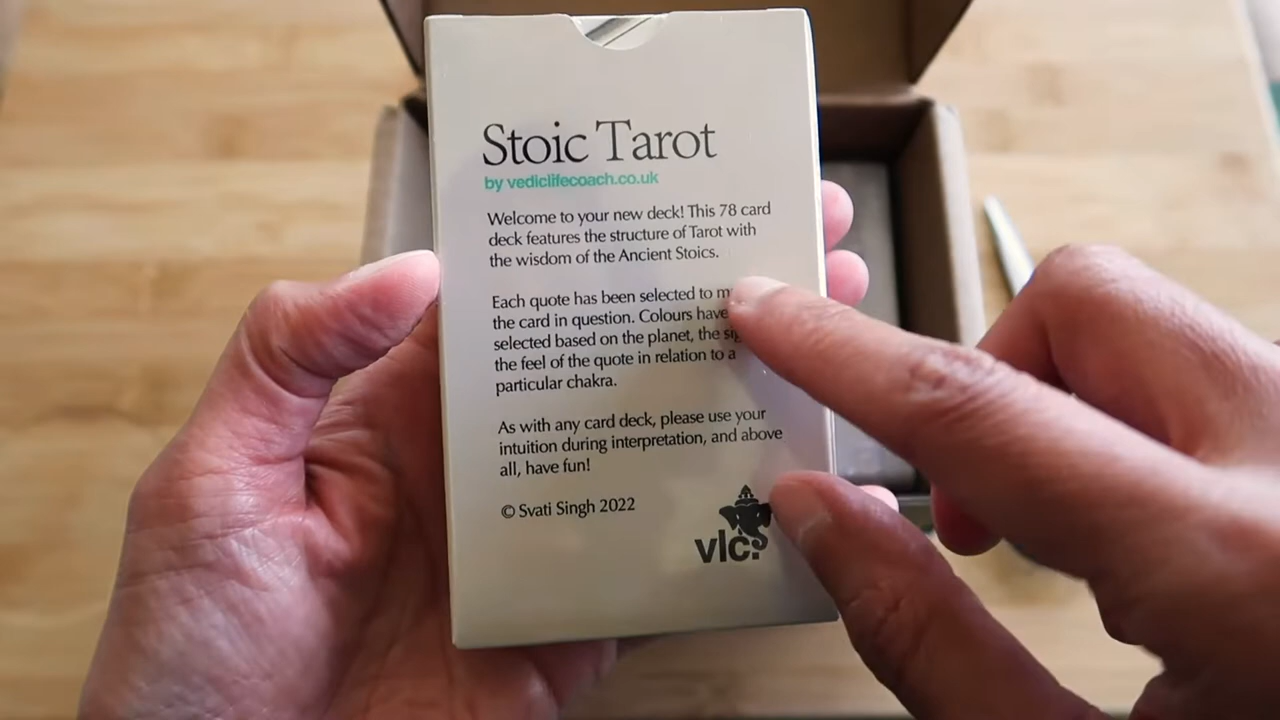 Stoic Tarot
by vediclifecoach.co.uk
Welcome to your new deck! This 78 card
deck features the structure of Tarot with
the wisdom of the Ancient Stoics.
Each quote has been selected to
the card in question. Colours have
selected based on the planet, the
the feel of the quote in relation to a
particular chakra.
As with any card deck, please use your
intuition during interpretation, and above
all, have fun!
© Svati Singh 2022
vlc.